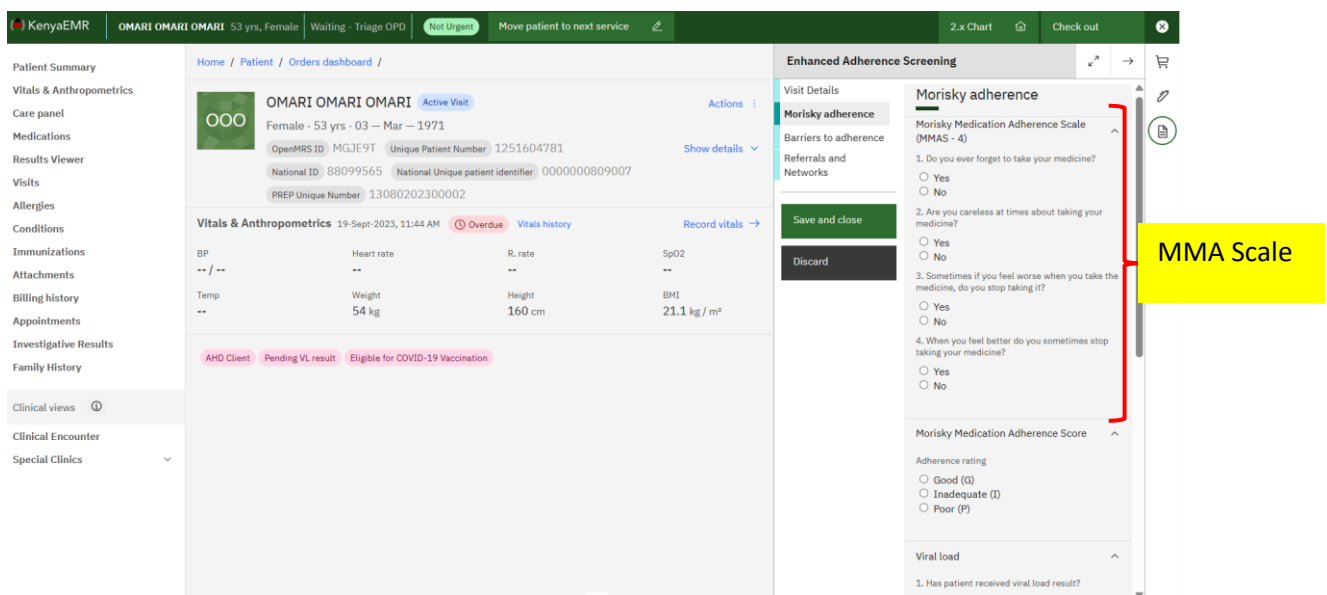 KenyaEMR OMARI OMARI OMARI 53 yrs, Female Waiting - Triage OPD Not Urgent Move patient to next service 2.x Chart Check out
Patient Summary
Vitals & Anthropometrics
Care panel
Medications
Results Viewer
Visits
Allergies
Conditions
Immunizations
Attachments
Billing history
Appointments
Investigative Results
Family History
Clinical views
Clinical Encounter
Special Clinics
Home / Patient / Orders dashboard /
OOO
OMARI OMARI OMARI Active Visit Actions
Female · 53 yrs · 03 — Mar — 1971
OpenMRS ID MGJE9T Unique Patient Number 1251604781 Show details
National ID 88099565 National Unique patient identifier 0000000809007
PREP Unique Number 13080202300002
Vitals & Anthropometrics 19-Sept-2023, 11:44 AM Overdue Vitals history Record vitals →
BP Heart rate R. rate SpO2
-- / -- -- -- --
Temp Weight Height BMI
-- 54 kg 160 cm 21.1 kg / m²
AHD Client Pending VL result Eligible for COVID-19 Vaccination
Enhanced Adherence Screening
Visit Details
Morisky adherence
Barriers to adherence
Referrals and
Networks
Save and close
Discard
Morisky adherence
Morisky Medication Adherence Scale
(MMAS - 4)
1. Do you ever forget to take your medicine?
Yes
No
2. Are you careless at times about taking your
medicine?
Yes
No
3. Sometimes if you feel worse when you take the
medicine, do you stop taking it?
Yes
No
4. When you feel better do you sometimes stop
taking your medicine?
Yes
No
Morisky Medication Adherence Score
Adherence rating
Good (G)
Inadequate (I)
Poor (P)
Viral load
1. Has patient received viral load result?
MMA Scale